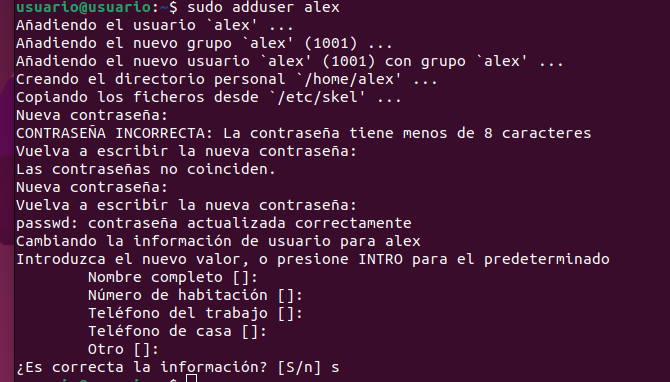 usuario@usuario:~$ sudo adduser alex
Añadiendo el usuario `alex' ...
Añadiendo el nuevo grupo `alex' (1001) ...
Añadiendo el nuevo usuario `alex' (1001) con grupo `alex' ...
Creando el directorio personal `/home/alex' ...
Copiando los ficheros desde `/etc/skel' ...
Nueva contraseña:
CONTRASEÑA INCORRECTA: La contraseña tiene menos de 8 caracteres
Vuelva a escribir la nueva contraseña:
Las contraseñas no coinciden.
Nueva contraseña:
Vuelva a escribir la nueva contraseña:
passwd: contraseña actualizada correctamente
Cambiando la información de usuario para alex
Introduzca el nuevo valor, o presione INTRO para el predeterminado
Nombre completo []:
Número de habitación []:
Teléfono del trabajo []:
Teléfono de casa []:
Otro []:
¿Es correcta la información? [S/n] s